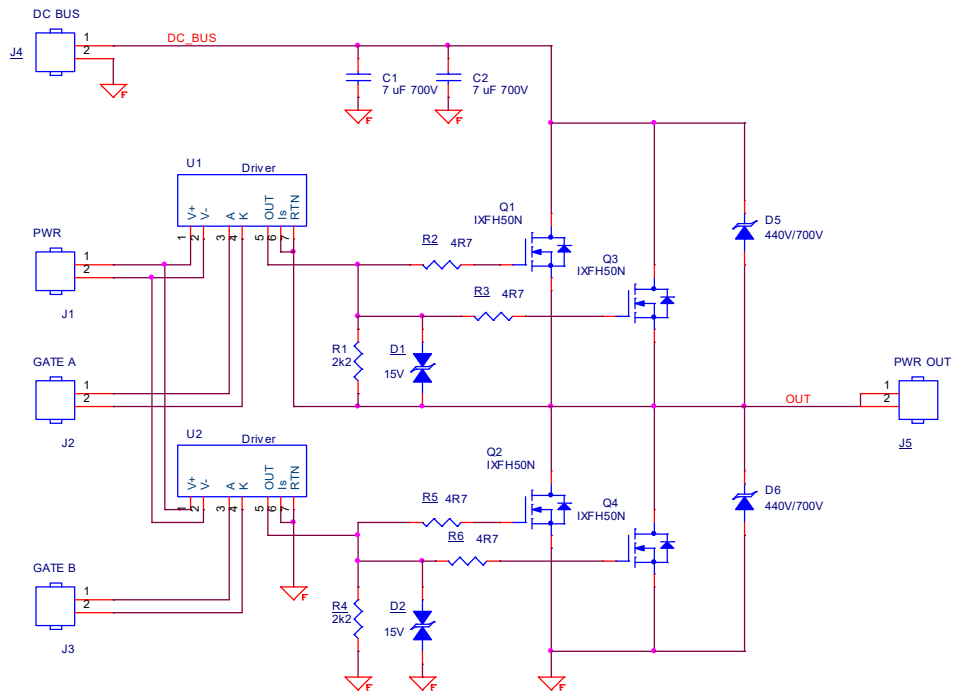 DC BUS
J4
1
2
DC_BUS
C1
7 uF 700V
C2
7 uF 700V
F
F
F
U1
Driver
V+
V-
A
K
OUT
Is
RTN
1
2
3
4
5
6
7
PWR
1
2
J1
R2 4R7
Q1
IXFH50N
D5
440V/700V
Q3
IXFH50N
R3 4R7
R1
2k2
D1
15V
GATE A
1
2
J2
OUT
PWR OUT
1
2
J5
U2
Driver
V+
V-
A
K
OUT
Is
RTN
1
2
3
4
5
6
7
Q2
IXFH50N
R5 4R7
Q4
IXFH50N
R6
4R7
D6
440V/700V
GATE B
1
2
J3
F
R4
2k2
D2
15V
F
F
F